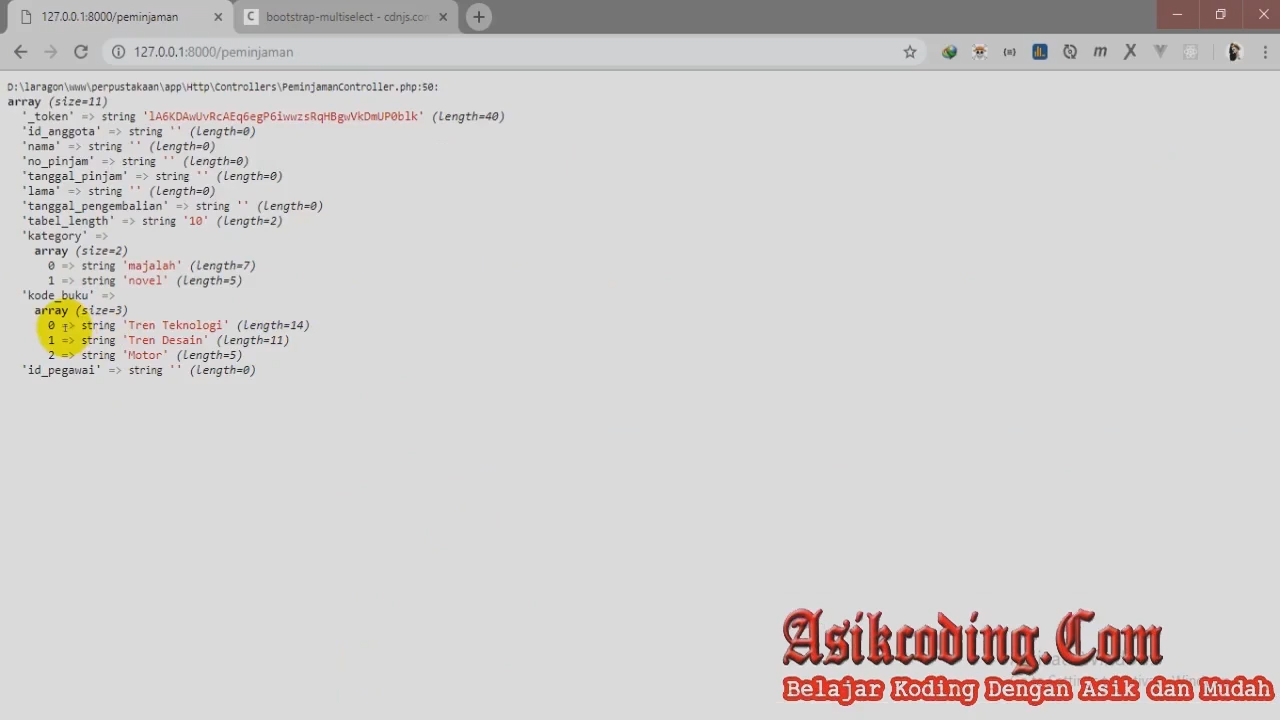 127.0.0.1:8000/peminjaman
bootstrap-multiselect - cdnjs.con
127.0.0.1:8000/peminjaman
D:\laragon\www\perpustakaan\app\Http\Controllers\PeminjamanController.php:50:
array (size=11)
'_token' => string 'lA6KDAwUvRcAEq6egP6iwwzsRqHBgwVkDmUP0blk' (length=40)
'id_anggota' => string '' (length=0)
'nama' => string '' (length=0)
'no_pinjam' => string '' (length=0)
'tanggal_pinjam' => string '' (length=0)
'lama' => string '' (length=0)
'tanggal_pengembalian' => string '' (length=0)
'tabel_length' => string '10' (length=2)
'kategory' =>
array (size=2)
0 => string 'majalah' (length=7)
1 => string 'novel' (length=5)
'kode_buku' =>
array (size=3)
0 => string 'Tren Teknologi' (length=14)
1 => string 'Tren Desain' (length=11)
2 => string 'Motor' (length=5)
'id_pegawai' => string '' (length=0)
Asikcoding.Com
Belajar Koding Dengan Asik dan Mudah